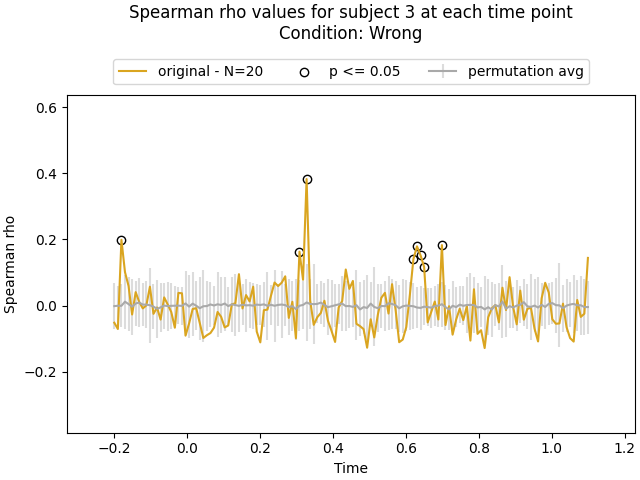 Spearman rho values for subject 3 at each time point
Condition: Wrong
original - N=20 p <= 0.05 permutation avg
0.6
0.4
0.2
0.0
−0.2
Spearman rho
−0.2 0.0 0.2 0.4 0.6 0.8 1.0 1.2
Time